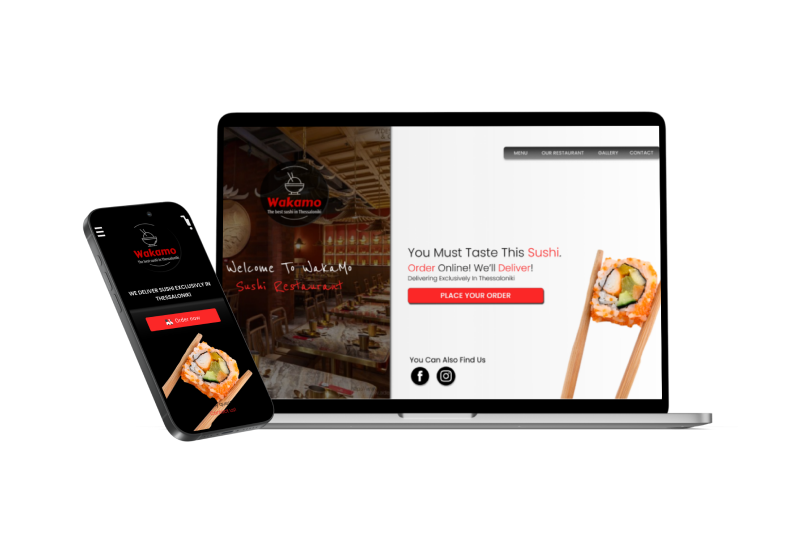 MENU OUR RESTAURANT GALLERY CONTACT
Wakamo
The best sushi in Thessaloniki
Welcome To WakaMo
Sushi Restaurant
You Must Taste This Sushi.
Order Online! We'll Deliver!
Delivering Exclusively In Thessaloniki
PLACE YOUR ORDER
You Can Also Find Us
Wakamo
The best sushi in Thessaloniki
WE DELIVER SUSHI EXCLUSIVLY IN
THESSALONIKI
Order now